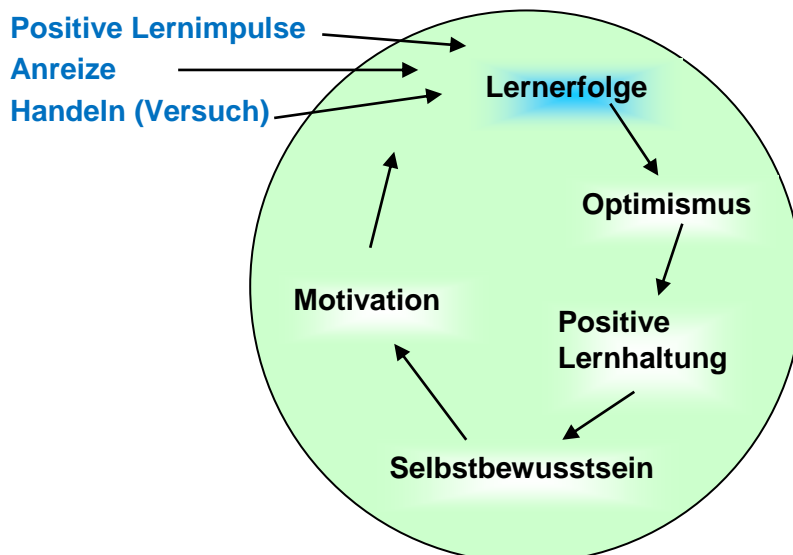 Positive Lernimpulse
Anreize
Handeln (Versuch)
Lernerfolge
Optimismus
Positive
Lernhaltung
Selbstbewusstsein
Motivation